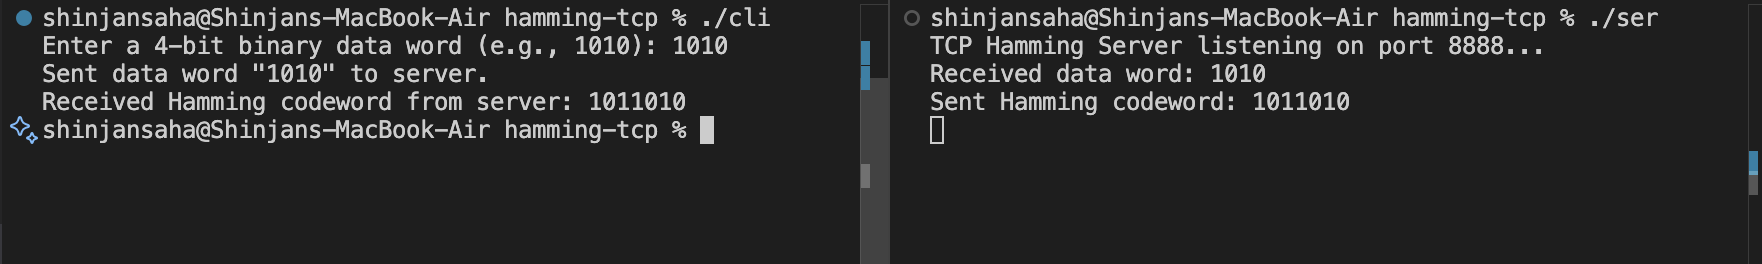 shinjansaha@Shinjans-MacBook-Air hamming-tcp % ./cli
Enter a 4-bit binary data word (e.g., 1010): 1010
Sent data word "1010" to server.
Received Hamming codeword from server: 1011010
shinjansaha@Shinjans-MacBook-Air hamming-tcp %
shinjansaha@Shinjans-MacBook-Air hamming-tcp % ./ser
TCP Hamming Server listening on port 8888...
Received data word: 1010
Sent Hamming codeword: 1011010